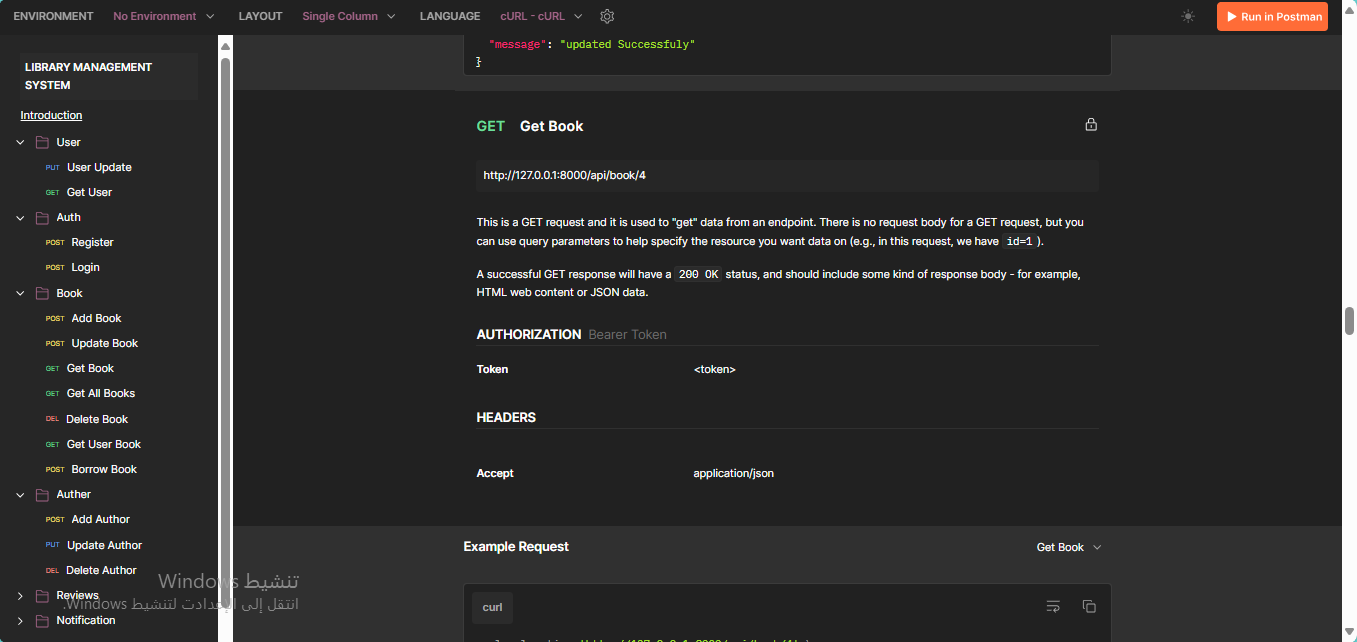 ENVIRONMENT No Environment LAYOUT Single Column LANGUAGE cURL - cURL Run in Postman
LIBRARY MANAGEMENT
SYSTEM
Introduction
User
PUT User Update
GET Get User
Auth
POST Register
POST Login
Book
POST Add Book
POST Update Book
GET Get Book
GET Get All Books
DEL Delete Book
GET Get User Book
POST Borrow Book
Auther
POST Add Author
PUT Update Author
DEL Delete Author
Reviews
Notification
"message": "updated Successfuly"
}
GET Get Book
http://127.0.0.1:8000/api/book/4
This is a GET request and it is used to "get" data from an endpoint. There is no request body for a GET request, but you
can use query parameters to help specify the resource you want data on (e.g., in this request, we have id=1 ).
A successful GET response will have a 200 OK status, and should include some kind of response body - for example,
HTML web content or JSON data.
AUTHORIZATION Bearer Token
Token <token>
HEADERS
Accept application/json
Example Request Get Book
curl
تنشيط Windows
انتقل إلى الإعدادت لتنشيط Windows.